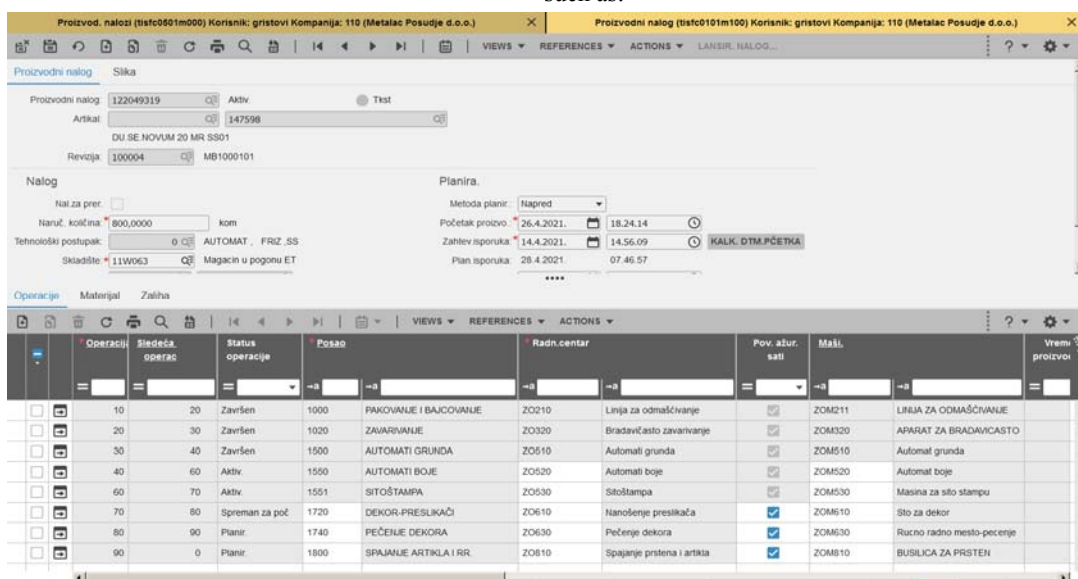 such as:
Proizvod. nalozi (tisfc0501m000) Korisnik: gristovi Kompanija: 110 (Metalac Posudje d.o.o.) Proizvodni nalog (tisfc0101m100) Korisnik: gristovi Kompanija: 110 (Metalac Posudje d.o.o.)
VIEWS REFERENCES ACTIONS LANSIR. NALOG...
Proizvodni nalog Slika
Proizvodni nalog: 122049319 Aktiv. Tkst
Artikal: 147598
DU.SE.NOVUM 20 MR SS01
Revizija: 100004 MB1000101
Nalog Planira.
Nal.za prer. Metoda planir.: Napred
Naruč. količina: * 800,0000 kom Početak proizvo.: * 26.4.2021. 18.24.14
Tehnološki postupak: 0 AUTOMAT , FRIZ ,SS Zahtev.isporuka: * 14.4.2021. 14.56.09 KALK. DTM.PČETKA
Skladište: * 11W063 Magacin u pogonu ET Plan.isporuka: 28.4.2021. 07.46.57
Operacije Materijal Zaliha
VIEWS REFERENCES ACTIONS
* Operacija Sledeća operac Status operacije * Posao * Radn.centar Pov. ažur. sati Maši. Vreme proizvo
10 20 Završen 1000 PAKOVANJE I BAJCOVANJE ZO210 Linija za odmašćivanje ZOM211 LINIJA ZA ODMAŠĆIVANJE
20 30 Završen 1020 ZAVARIVANJE ZO320 Bradavičasto zavarivanje ZOM320 APARAT ZA BRADAVICASTO
30 40 Završen 1500 AUTOMATI GRUNDA ZO510 Automati grunda ZOM510 Automat grunda
40 60 Aktiv. 1550 AUTOMATI BOJE ZO520 Automati boje ZOM520 Automat boje
60 70 Aktiv. 1551 SITOŠTAMPA ZO530 Sitoštampa ZOM530 Masina za sito stampu
70 80 Spreman za poč 1720 DEKOR-PRESLIKAČI ZO610 Nanošenje preslikača ZOM610 Sto za dekor
80 90 Planir. 1740 PEČENJE DEKORA ZO630 Pečenje dekora ZOM630 Rucno radno mesto-pecenje
90 0 Planir. 1800 SPAJANJE ARTIKLA I RR. ZO810 Spajanje prstena i artikla ZOM810 BUSILICA ZA PRSTEN